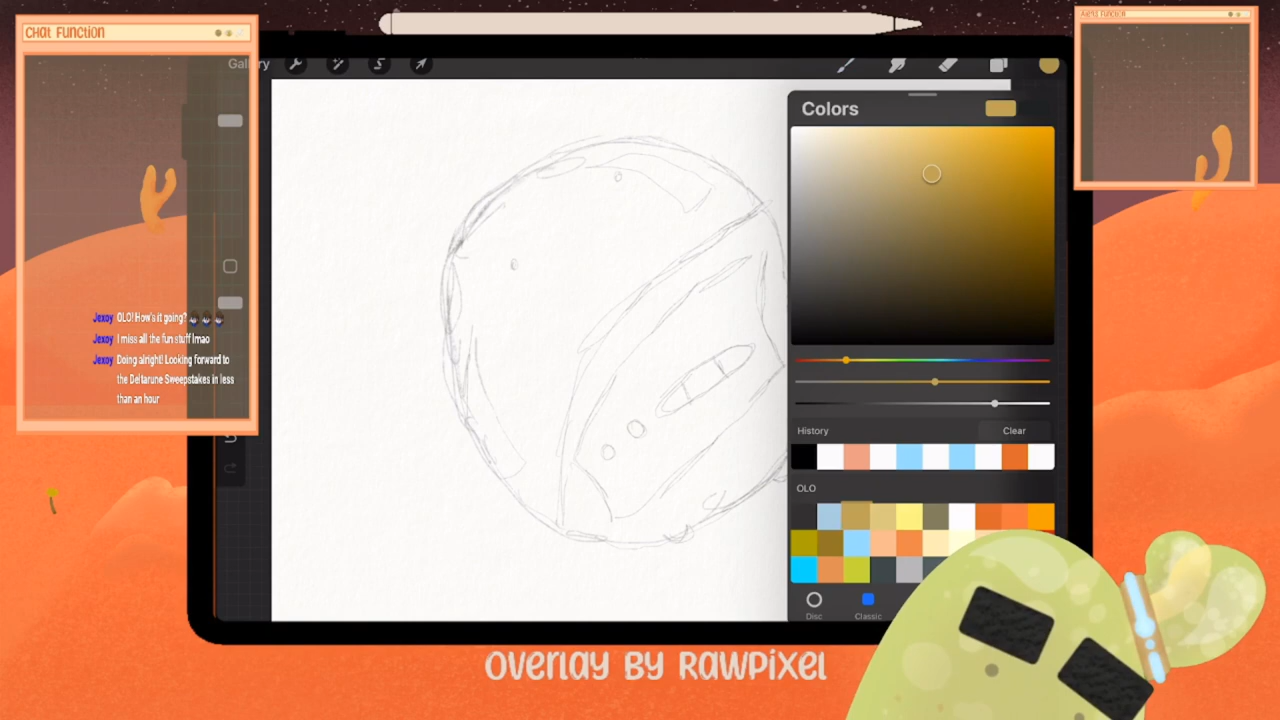 Chat Function
Alerts Function
Gallery
Colors
Jexoy OLO! How's it going?
Jexoy I miss all the fun stuff lmao
Jexoy Doing alright! Looking forward to
the Deltarune Sweepstakes in less
than an hour
History
Clear
OLO
Disc
Classic
Overlay by Rawpixel